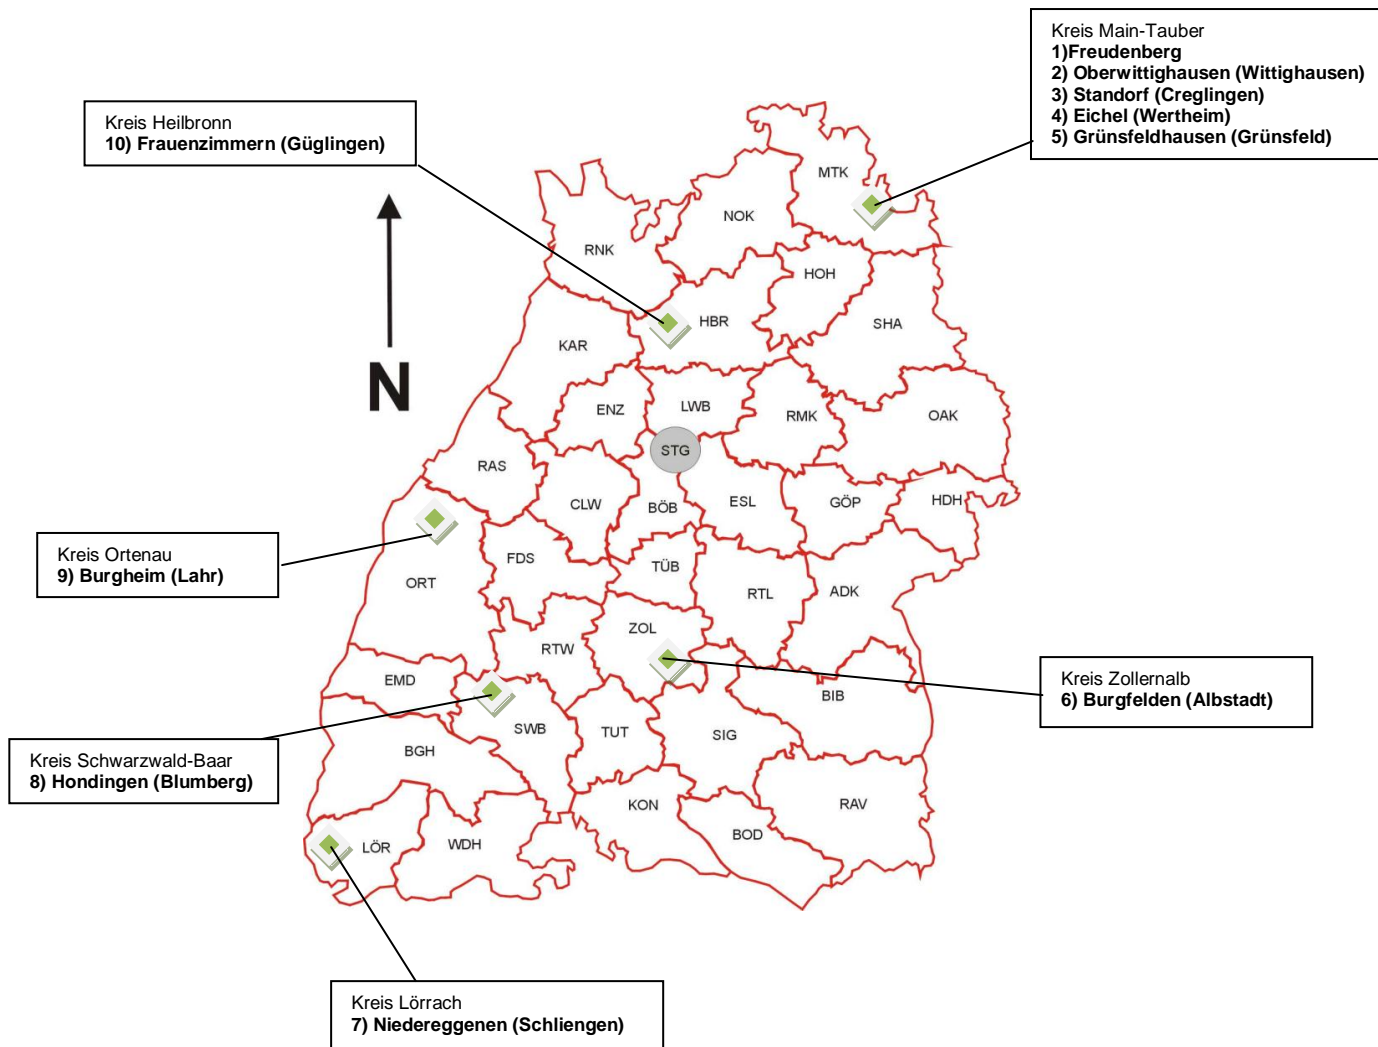 Kreis Main-Tauber
1)Freudenberg
2) Oberwittighausen (Wittighausen)
3) Standorf (Creglingen)
4) Eichel (Wertheim)
5) Grünsfeldhausen (Grünsfeld)
Kreis Heilbronn
10) Frauenzimmern (Güglingen)
MTK
NOK
RNK
HOH
HBR
SHA
KAR
N
ENZ
LWB
RMK
OAK
STG
RAS
CLW
BÖB
ESL
GÖP
HDH
Kreis Ortenau
9) Burgheim (Lahr)
FDS
TÜB
ORT
RTL
ADK
ZOL
RTW
EMD
Kreis Zollernalb
6) Burgfelden (Albstadt)
BIB
SWB
TUT
SIG
BGH
Kreis Schwarzwald-Baar
8) Hondingen (Blumberg)
KON
RAV
BOD
LÖR
WDH
Kreis Lörrach
7) Niedereggenen (Schliengen)